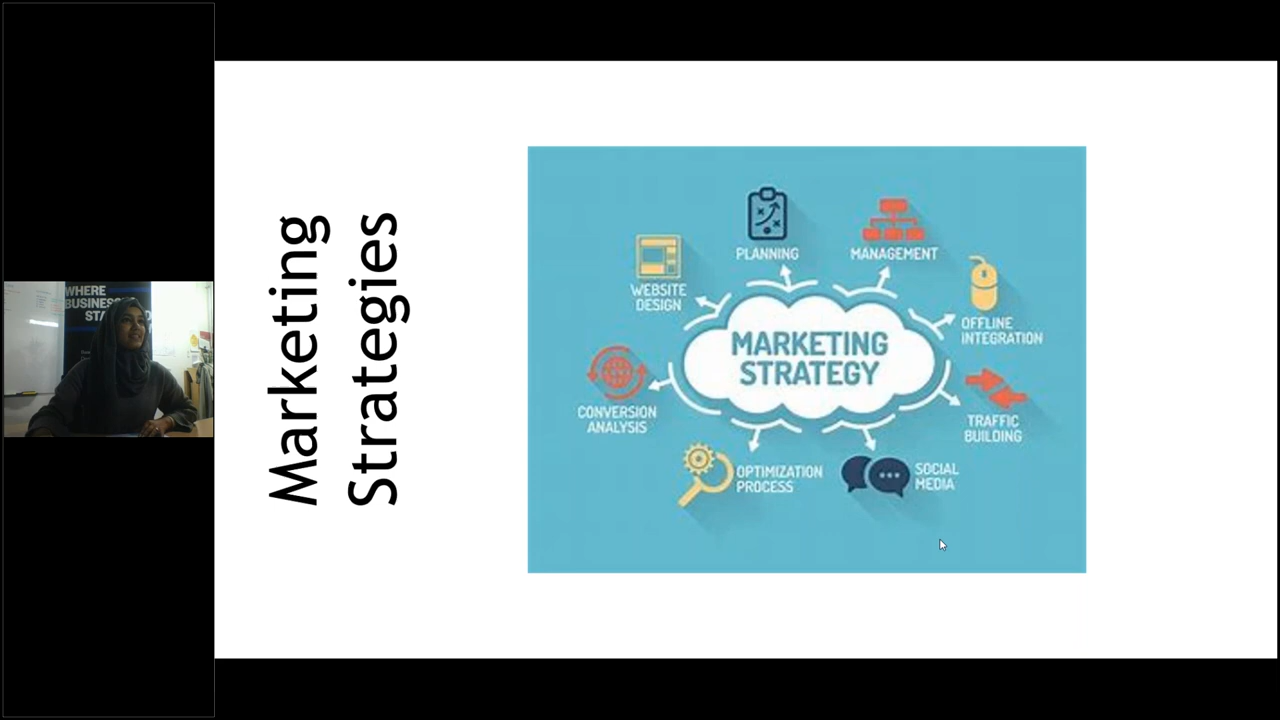 WHERE
BUSINESS
Marketing
Strategies
PLANNING
MANAGEMENT
WEBSITE
DESIGN
OFFLINE
INTEGRATION
MARKETING
STRATEGY
CONVERSION
ANALYSIS
TRAFFIC
BUILDING
OPTIMIZATION
PROCESS
SOCIAL
MEDIA